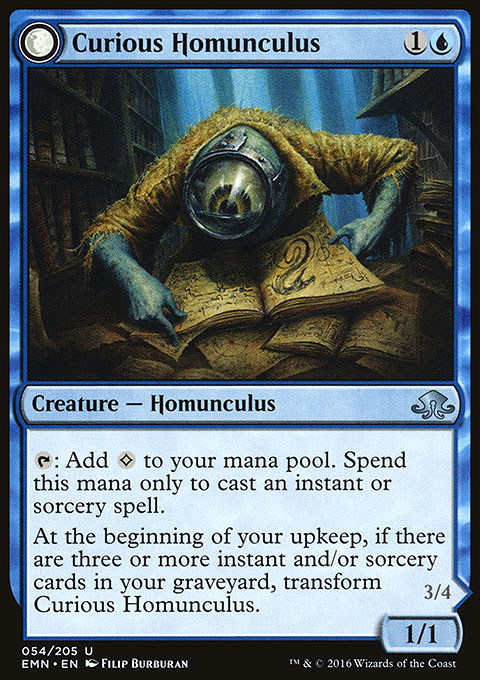 Curious Homunculus 1
Creature — Homunculus
: Add to your mana pool. Spend
this mana only to cast an instant or
sorcery spell.
At the beginning of your upkeep, if there
are three or more instant and/or sorcery
cards in your graveyard, transform
Curious Homunculus.
3/4
1/1
054/205 U
EMN • EN Filip Burburan
™ & © 2016 Wizards of the Coast